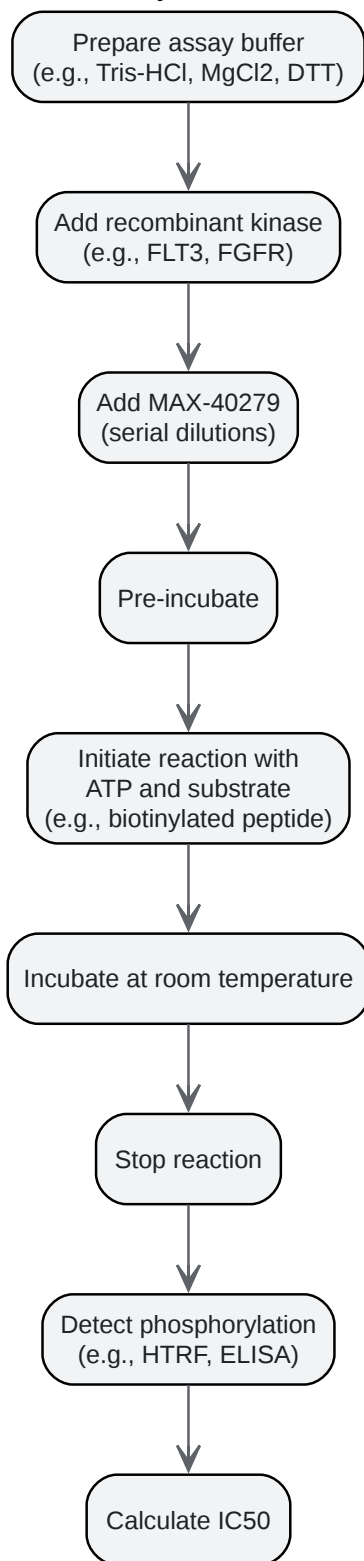 Prepare assay buffer
(e.g., Tris-HCl, MgCl2, DTT)
Add recombinant kinase
(e.g., FLT3, FGFR)
Add MAX-40279
(serial dilutions)
Pre-incubate
Initiate reaction with
ATP and substrate
(e.g., biotinylated peptide)
Incubate at room temperature
Stop reaction
Detect phosphorylation
(e.g., HTRF, ELISA)
Calculate IC50